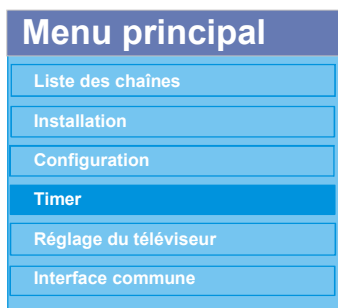 Menu principal
Liste des chaînes
Installation
Configuration
Timer
Réglage du téléviseur
Interface commune